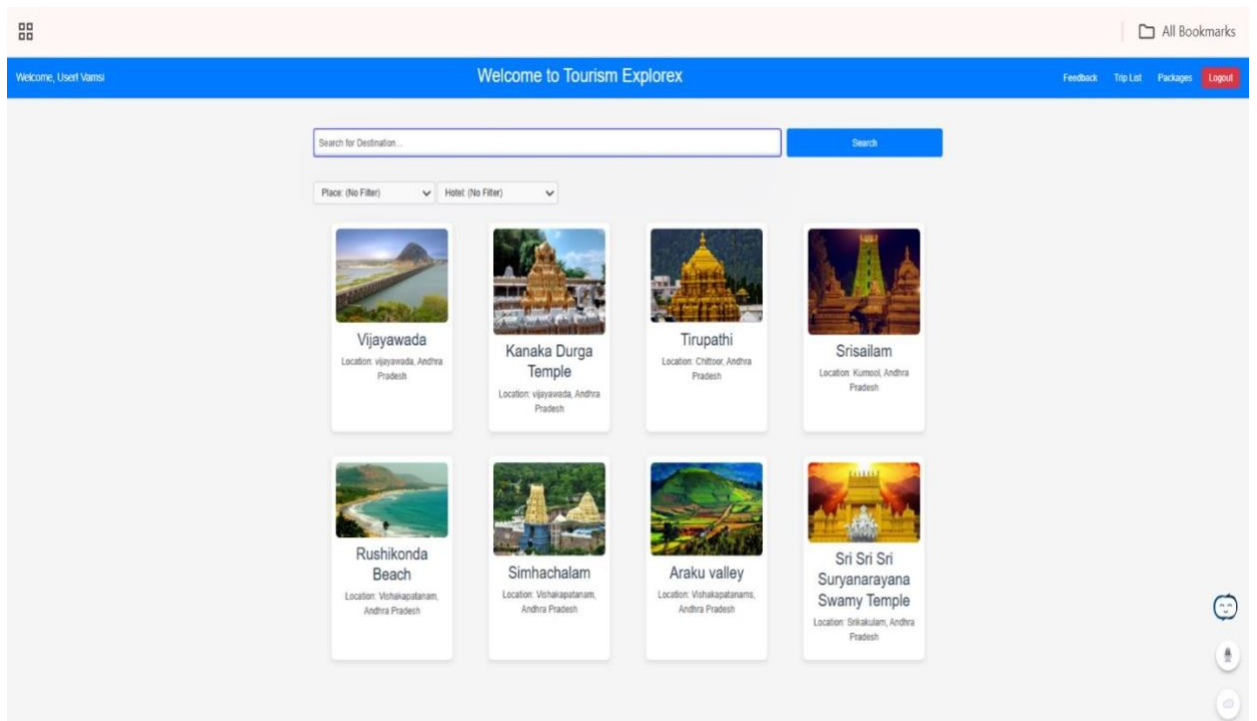 All Bookmarks
Welcome, User! Vamsi
Welcome to Tourism Explorex
Feedback Trip List Packages Logout
Search for Destination...
Search
Place: (No Filter)
Hotel: (No Filter)
Vijayawada
Location: vijayawada, Andhra
Pradesh
Kanaka Durga
Temple
Location: vijayawada, Andhra
Pradesh
Tirupathi
Location: Chittoor, Andhra
Pradesh
Srisailam
Location: Kurnool, Andhra
Pradesh
Rushikonda
Beach
Location: Vishakapatanam,
Andhra Pradesh
Simhachalam
Location: Vishakapatanam,
Andhra Pradesh
Araku valley
Location: Vishakapatanams,
Andhra Pradesh
Sri Sri Sri
Suryanarayana
Swamy Temple
Location: Srikakulam, Andhra
Pradesh